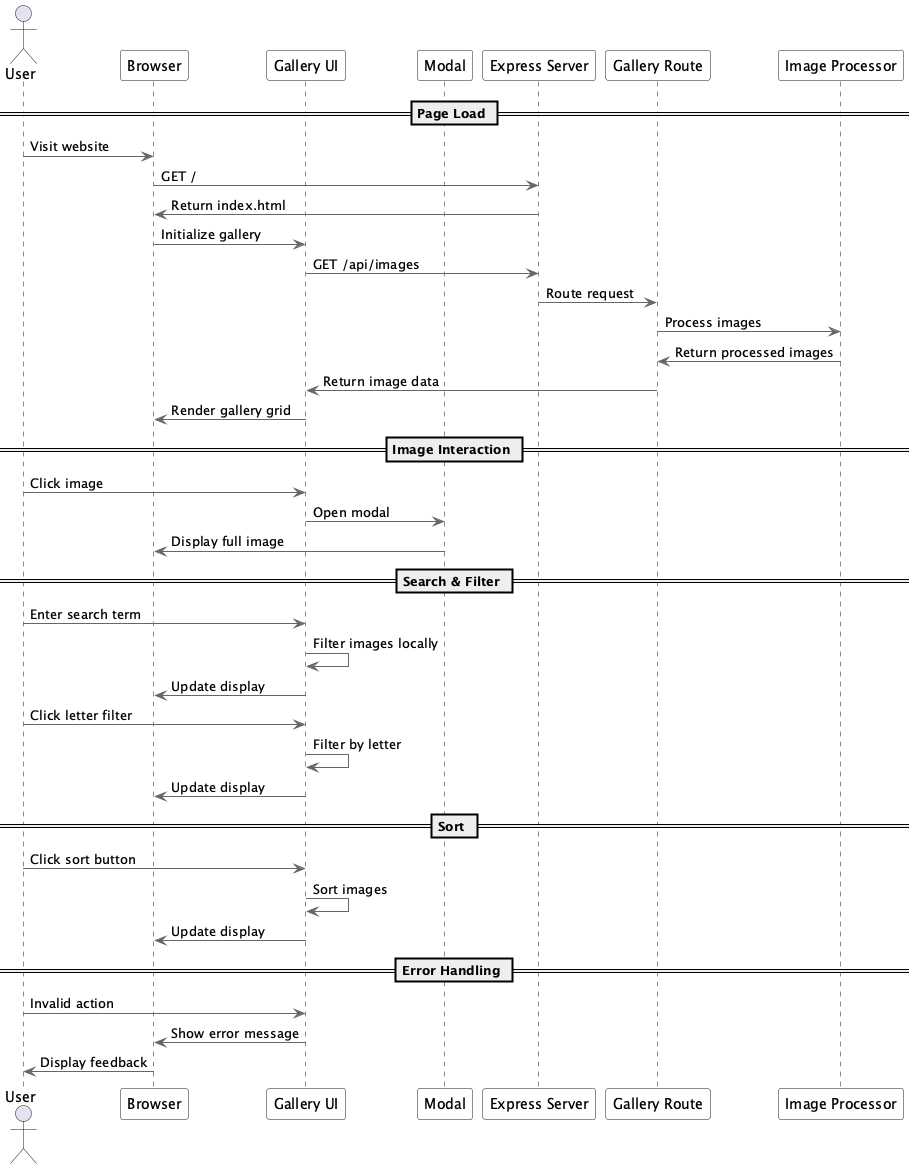 User
Browser
Gallery UI
Modal
Express Server
Gallery Route
Image Processor
Page Load
Visit website
GET /
Return index.html
Initialize gallery
GET /api/images
Route request
Process images
Return processed images
Return image data
Render gallery grid
Image Interaction
Click image
Open modal
Display full image
Search & Filter
Enter search term
Filter images locally
Update display
Click letter filter
Filter by letter
Update display
Sort
Click sort button
Sort images
Update display
Error Handling
Invalid action
Show error message
Display feedback
User
Browser
Gallery UI
Modal
Express Server
Gallery Route
Image Processor